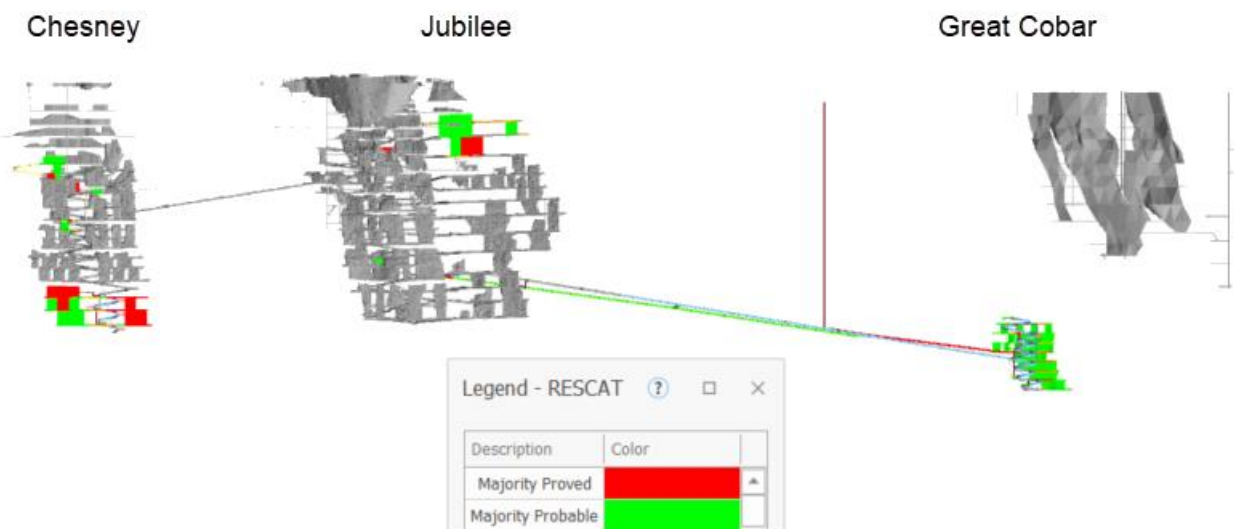 Chesney
Jubilee
Great Cobar
Legend - RESCAT ?
Description Color
Majority Proved
Majority Probable